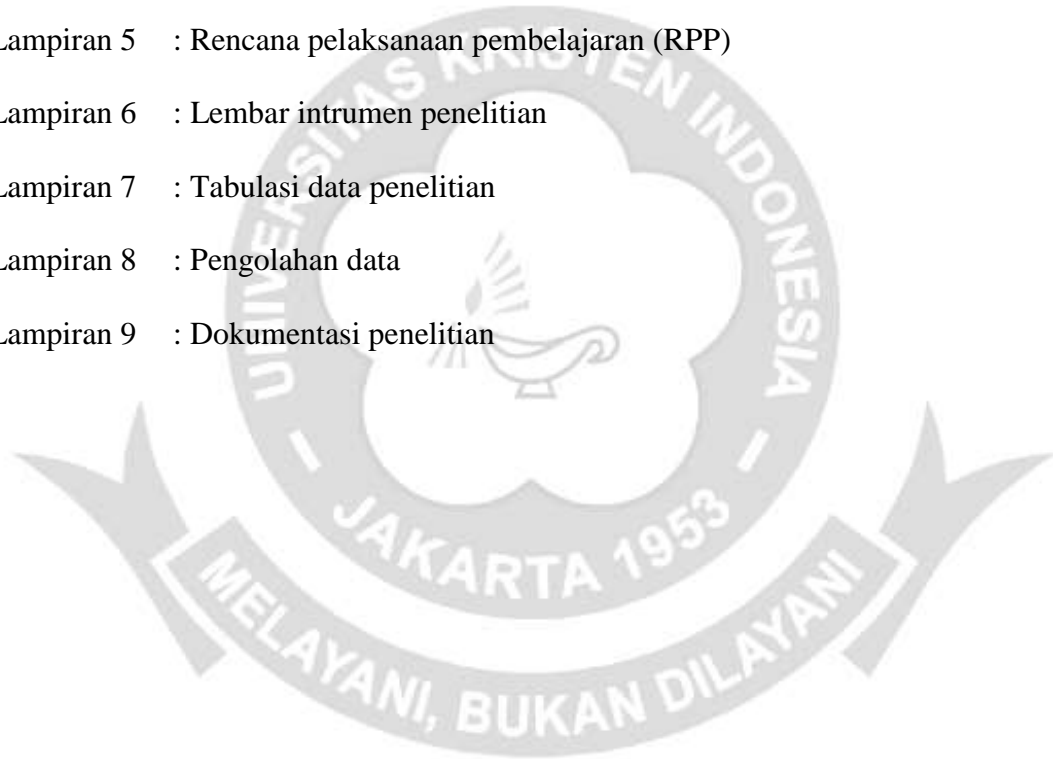 Lampiran 5 : Rencana pelaksanaan pembelajaran (RPP)
Lampiran 6 : Lembar intrumen penelitian
Lampiran 7 : Tabulasi data penelitian
Lampiran 8 : Pengolahan data
Lampiran 9 : Dokumentasi penelitian
UNIVERSITAS KRISTEN INDONESIA
- JAKARTA 1953 -
MELAYANI, BUKAN DILAYANI